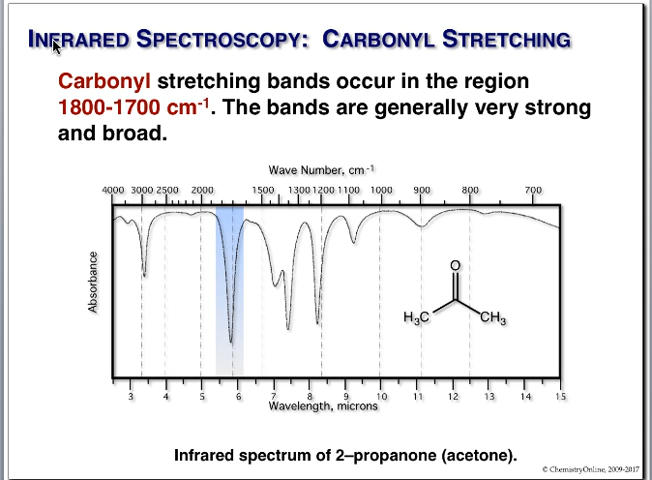 INFRARED SPECTROSCOPY: CARBONYL STRETCHING
Carbonyl stretching bands occur in the region
1800-1700 cm-1. The bands are generally very strong
and broad.
Wave Number, cm-1
4000 3000 2500 2000 1500 1300 1200 1100 1000 900 800 700
Absorbance
O
H3C CH3
3 4 5 6 7 8 9 10 11 12 13 14 15
Wavelength, microns
Infrared spectrum of 2–propanone (acetone).
© ChemistryOnline, 2009-2017